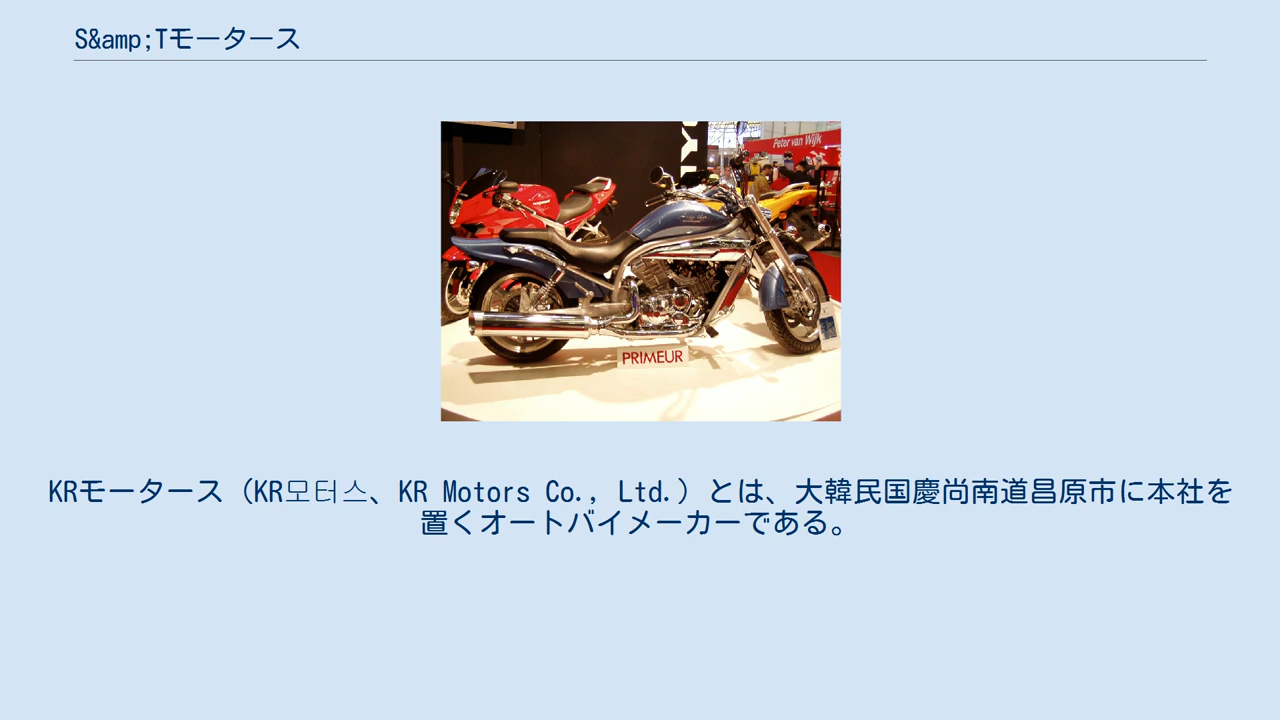 S&amp;Tモータース
Peter van Wijk
PRIMEUR
KRモータース（KR모터스、KR Motors Co., Ltd.）とは、大韓民国慶尚南道昌原市に本社を
置くオートバイメーカーである。